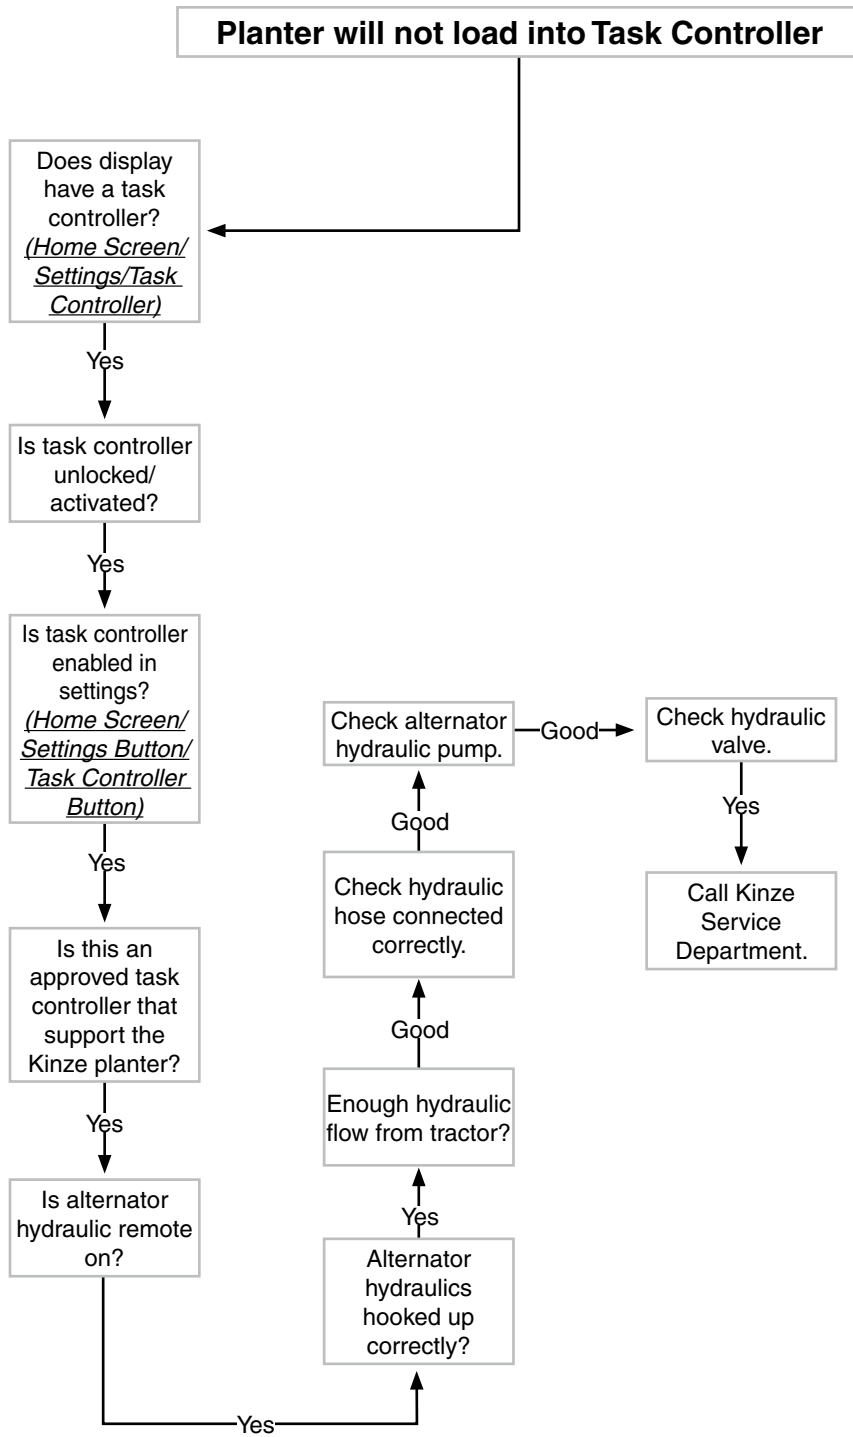 Planter will not load into Task Controller
Does display
have a task
controller?
(Home Screen/
Settings/Task
Controller)
Yes
Is task controller
unlocked/
activated?
Yes
Is task controller
enabled in
settings?
(Home Screen/
Settings Button/
Task Controller
Button)
Yes
Is this an
approved task
controller that
support the
Kinze planter?
Yes
Is alternator
hydraulic remote
on?
Yes
Alternator
hydraulics
hooked up
correctly?
Yes
Enough hydraulic
flow from tractor?
Good
Check hydraulic
hose connected
correctly.
Good
Check alternator
hydraulic pump.
Good
Check hydraulic
valve.
Yes
Call Kinze
Service
Department.